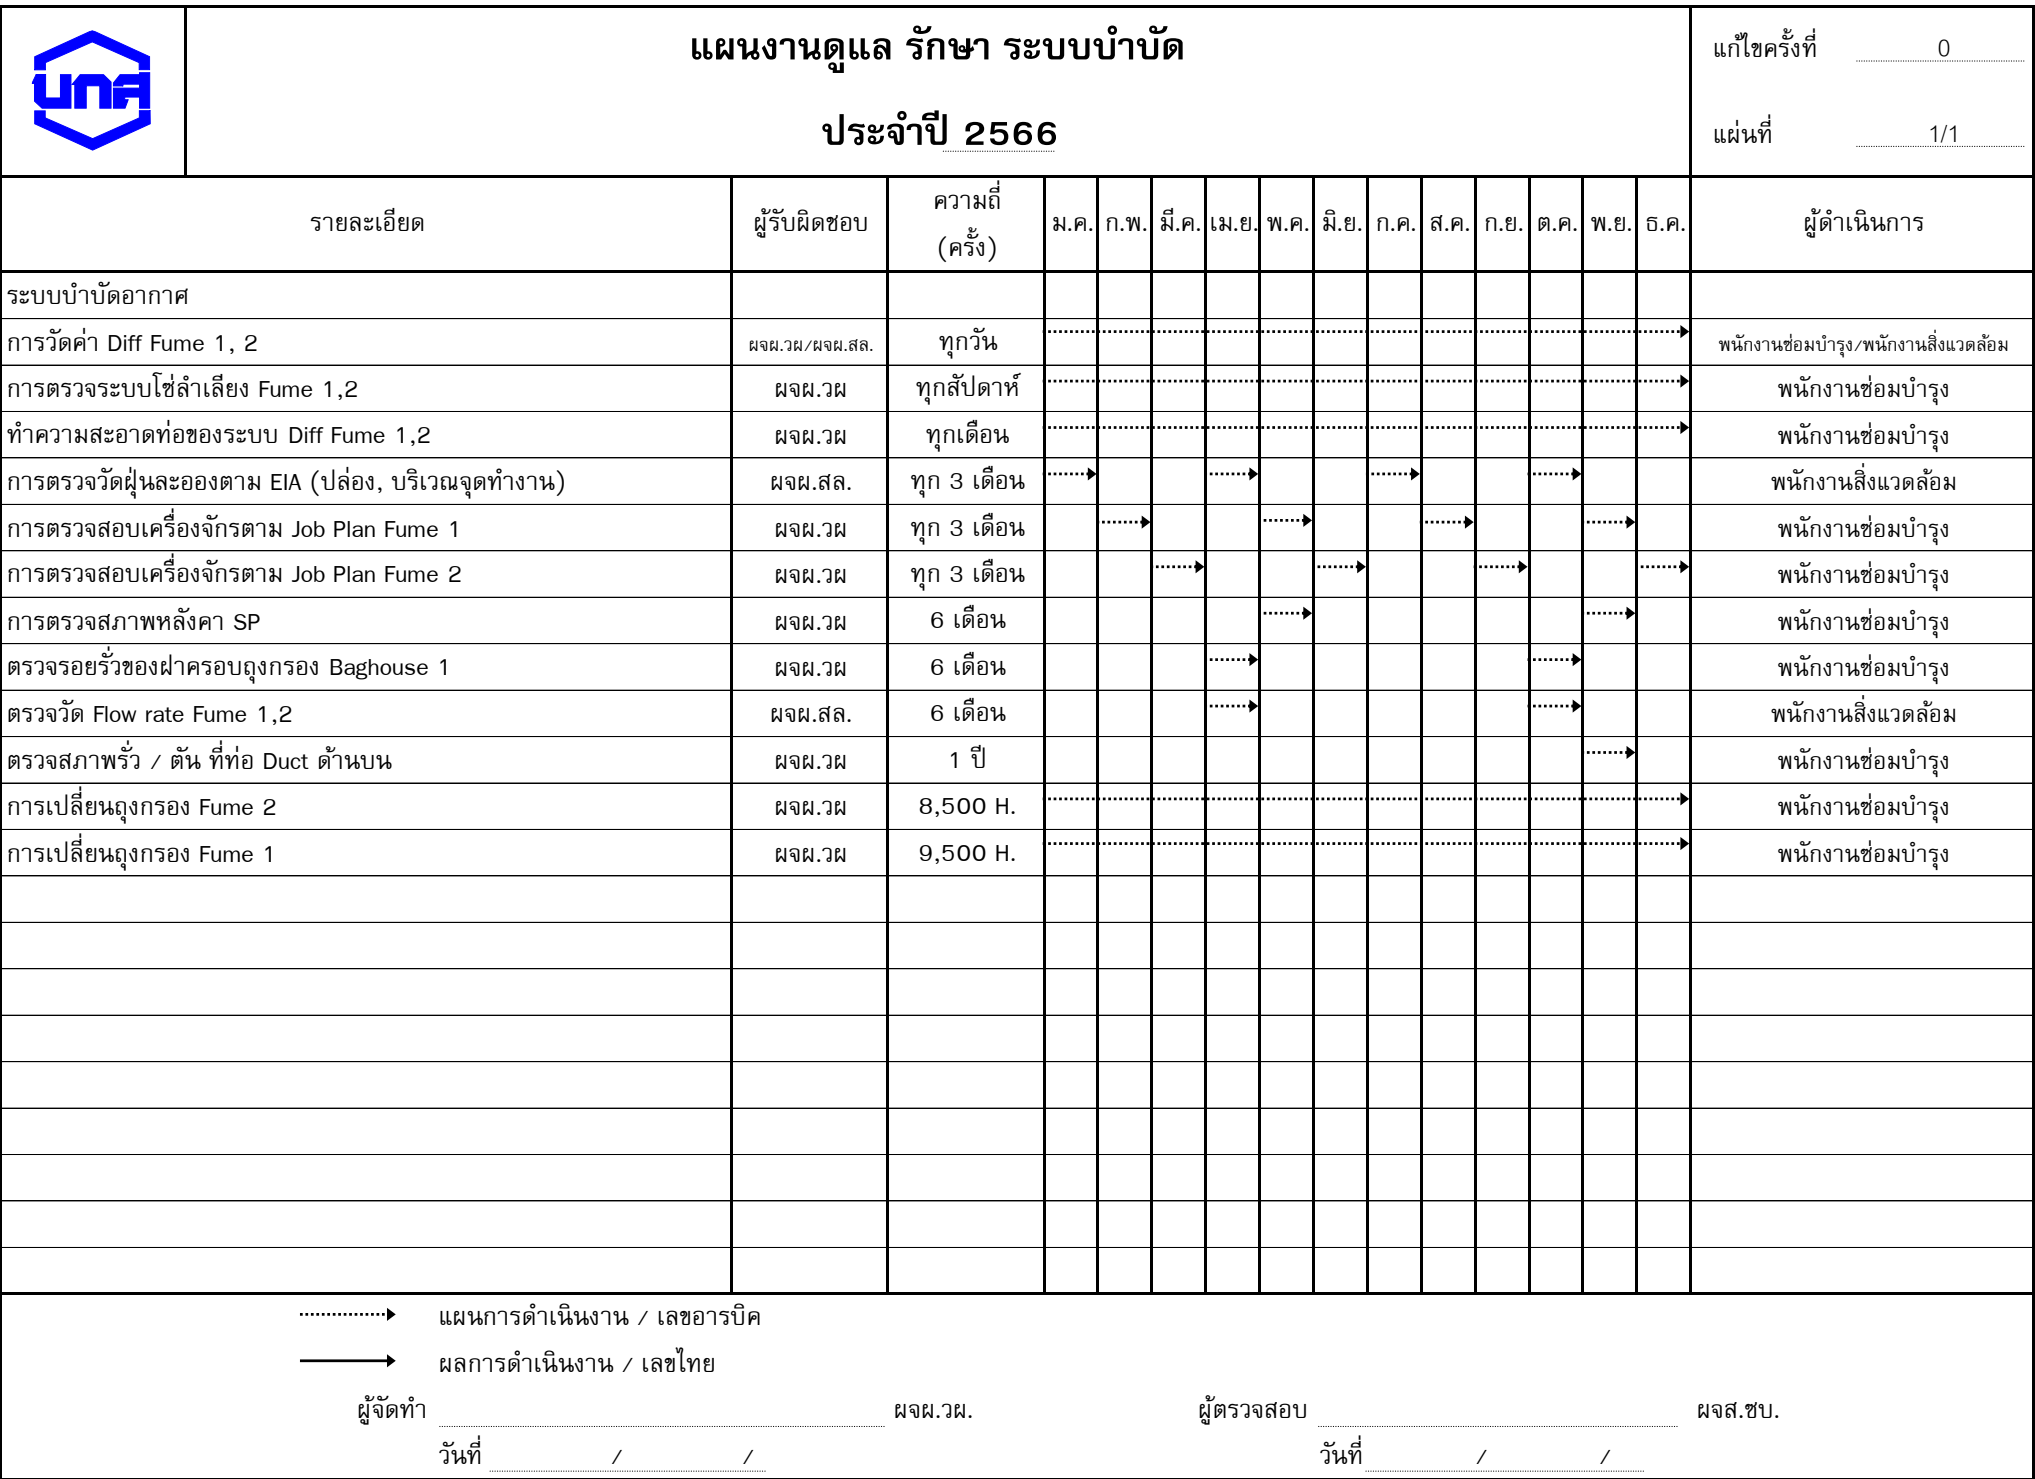 บกส
แผนงานดูแล รักษา ระบบบำบัด
ประจำปี 2566
แก้ไขครั้งที่ 0
แผ่นที่ 1/1
รายละเอียด ผู้รับผิดชอบ ความถี่ (ครั้ง) ม.ค. ก.พ. มี.ค. เม.ย. พ.ค. มิ.ย. ก.ค. ส.ค. ก.ย. ต.ค. พ.ย. ธ.ค. ผู้ดำเนินการ
ระบบบำบัดอากาศ
การวัดค่า Diff Fume 1, 2 ผจผ.วผ/ผจผ.สล. ทุกวัน พนักงานซ่อมบำรุง/พนักงานสิ่งแวดล้อม
การตรวจระบบโซ่ลำเลียง Fume 1,2 ผจผ.วผ ทุกสัปดาห์ พนักงานซ่อมบำรุง
ทำความสะอาดท่อของระบบ Diff Fume 1,2 ผจผ.วผ ทุกเดือน พนักงานซ่อมบำรุง
การตรวจวัดฝุ่นละอองตาม EIA (ปล่อง, บริเวณจุดทำงาน) ผจผ.สล. ทุก 3 เดือน พนักงานสิ่งแวดล้อม
การตรวจสอบเครื่องจักรตาม Job Plan Fume 1 ผจผ.วผ ทุก 3 เดือน พนักงานซ่อมบำรุง
การตรวจสอบเครื่องจักรตาม Job Plan Fume 2 ผจผ.วผ ทุก 3 เดือน พนักงานซ่อมบำรุง
การตรวจสภาพหลังคา SP ผจผ.วผ 6 เดือน พนักงานซ่อมบำรุง
ตรวจรอยรั่วของฝาครอบถุงกรอง Baghouse 1 ผจผ.วผ 6 เดือน พนักงานซ่อมบำรุง
ตรวจวัด Flow rate Fume 1,2 ผจผ.สล. 6 เดือน พนักงานสิ่งแวดล้อม
ตรวจสภาพรั่ว / ตัน ที่ท่อ Duct ด้านบน ผจผ.วผ 1 ปี พนักงานซ่อมบำรุง
การเปลี่ยนถุงกรอง Fume 2 ผจผ.วผ 8,500 H. พนักงานซ่อมบำรุง
การเปลี่ยนถุงกรอง Fume 1 ผจผ.วผ 9,500 H. พนักงานซ่อมบำรุง
แผนการดำเนินงาน / เลขอารบิค
ผลการดำเนินงาน / เลขไทย
ผู้จัดทำ ผจผ.วผ. ผู้ตรวจสอบ ผจส.ซบ.
วันที่ / / วันที่ / /